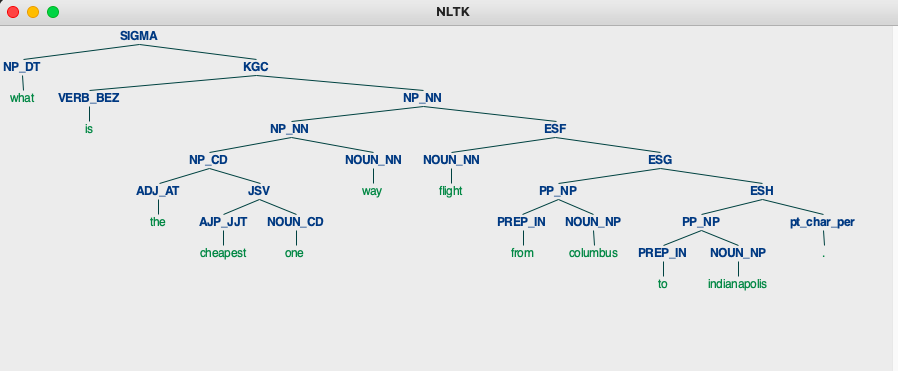 NLTK
SIGMA
NP_DT KGC
what VERB_BEZ NP_NN
is NP_NN ESF
NP_CD NOUN_NN NOUN_NN ESG
ADJ_AT JSV way flight PP_NP ESH
the AJP_JJT NOUN_CD PREP_IN NOUN_NP PP_NP pt_char_per
cheapest one from columbus PREP_IN NOUN_NP .
to indianapolis